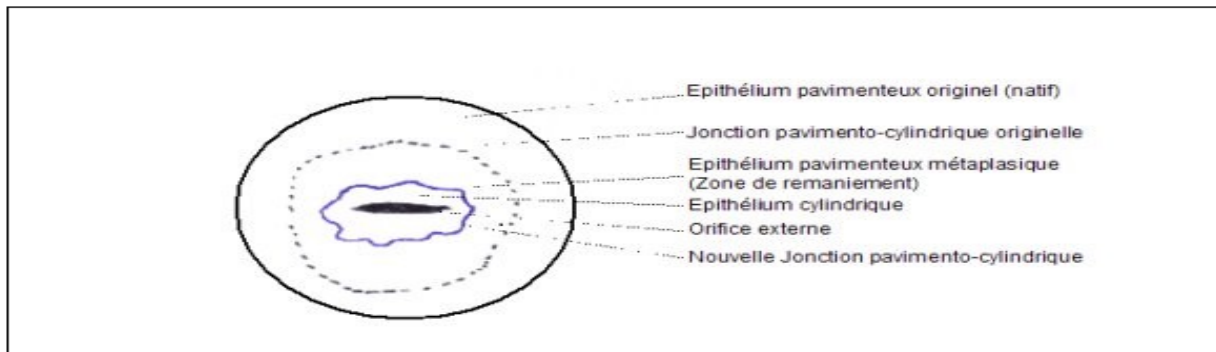 Epithélium pavimenteux originel (natif)
Jonction pavimento-cylindrique originelle
Epithélium pavimenteux métaplasique
(Zone de remaniement)
Epithélium cylindrique
Orifice externe
Nouvelle Jonction pavimento-cylindrique